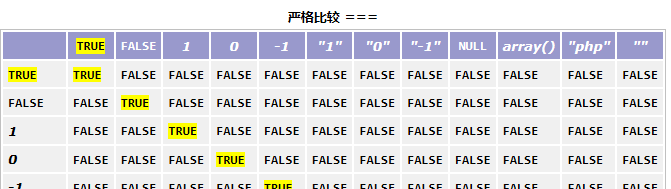 严格比较 ===
TRUE FALSE 1 0 -1 "1" "0" "-1" NULL array() "php" ""
TRUE TRUE FALSE FALSE FALSE FALSE FALSE FALSE FALSE FALSE FALSE FALSE FALSE
FALSE FALSE TRUE FALSE FALSE FALSE FALSE FALSE FALSE FALSE FALSE FALSE FALSE
1 FALSE FALSE TRUE FALSE FALSE FALSE FALSE FALSE FALSE FALSE FALSE FALSE
0 FALSE FALSE FALSE TRUE FALSE FALSE FALSE FALSE FALSE FALSE FALSE FALSE
-1 FALSE FALSE FALSE FALSE TRUE FALSE FALSE FALSE FALSE FALSE FALSE FALSE